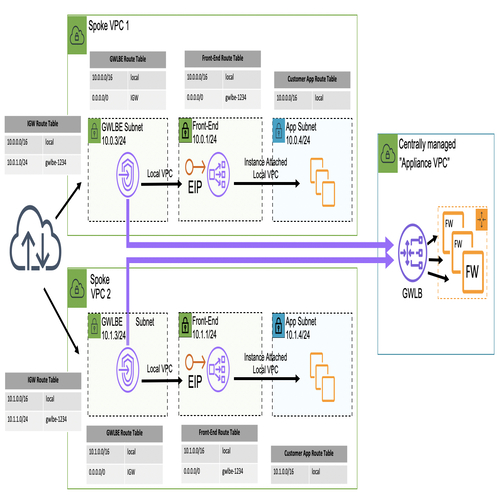 Spoke VPC 1
GWLBE Route Table
10.0.0.0/16 local
0.0.0.0/0 IGW
Front-End Route Table
10.0.0.0/16 local
0.0.0.0/0 gwlbe-1234
Customer App Route Table
10.0.0.0/16 local
IGW Route Table
10.0.0.0/16 local
10.0.1.0/24 gwlbe-1234
GWLBE Subnet
10.0.3/24
Front-End
10.0.1/24
App Subnet
10.0.4/24
Local VPC
EIP
Instance Attached
Local VPC
Centrally managed
"Appliance VPC"
GWLB
FW
FW
FW
Spoke
VPC 2
GWLBE Subnet
10.1.3/24
Front-End
10.1.1/24
App Subnet
10.1.4/24
Local VPC
EIP
Instance Attached
Local VPC
IGW Route Table
10.1.0.0/16 local
10.1.1.0/24 gwlbe-1234
GWLBE Route Table
10.1.0.0/16 local
0.0.0.0/0 IGW
Front-End Route Table
10.1.0.0/16 local
0.0.0.0/0 gwlbe-1234
Customer App Route Table
10.1.0.0/16 local